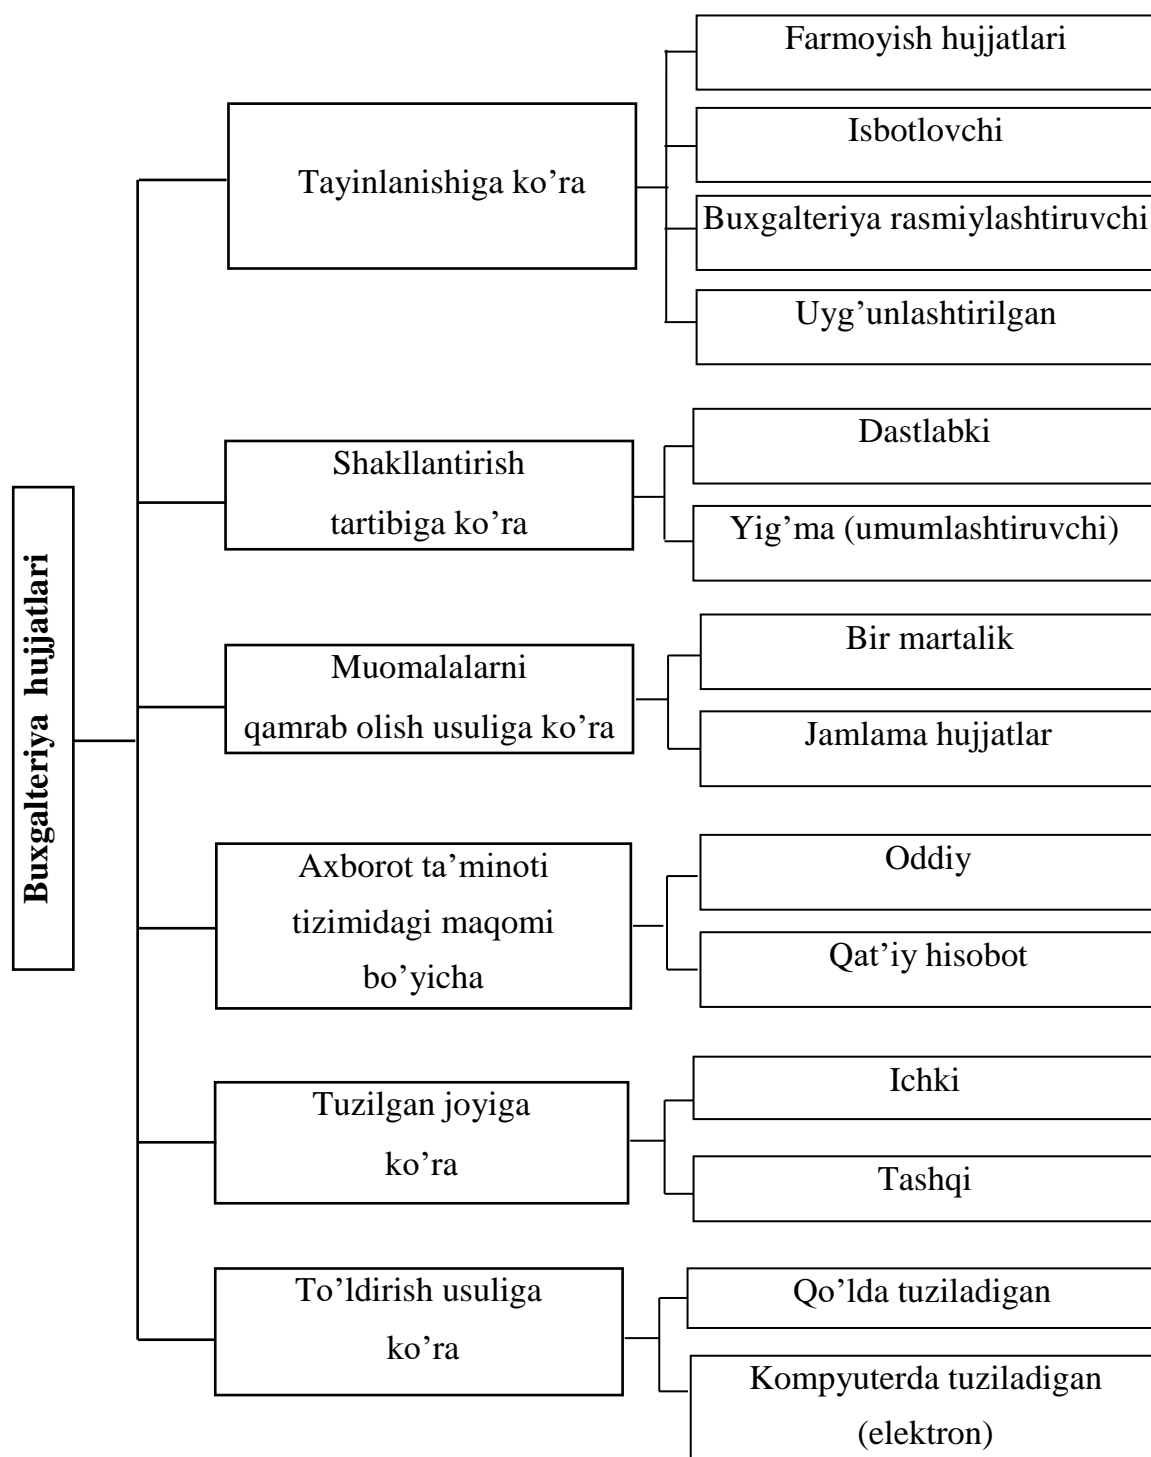 Buxgalteriya hujjatlari
Tayinlanishiga ko’ra
Farmoyish hujjatlari
Isbotlovchi
Buxgalteriya rasmiylashtiruvchi
Uyg’unlashtirilgan
Shakllantirish
tartibiga ko’ra
Dastlabki
Yig’ma (umumlashtiruvchi)
Muomalalarni
qamrab olish usuliga ko’ra
Bir martalik
Jamlama hujjatlar
Axborot ta’minoti
tizimidagi maqomi
bo’yicha
Oddiy
Qat’iy hisobot
Tuzilgan joyiga
ko’ra
Ichki
Tashqi
To’ldirish usuliga
ko’ra
Qo’lda tuziladigan
Kompyuterda tuziladigan
(elektron)